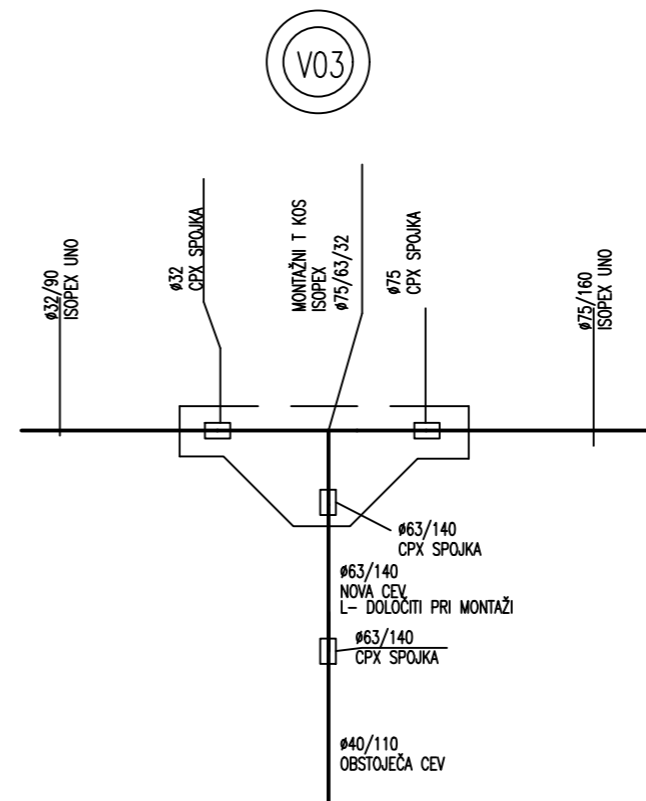 V03
ø32/90
ISOPEX UNO
ø32
CPX SPOJKA
MONTAŽNI T KOS
ISOPEX
ø75/63/32
ø75
CPX SPOJKA
ø75/160
ISOPEX UNO
ø63/140
CPX SPOJKA
ø63/140
NOVA CEV
L- DOLOČITI PRI MONTAŽI
ø63/140
CPX SPOJKA
ø40/110
OBSTOJEČA CEV